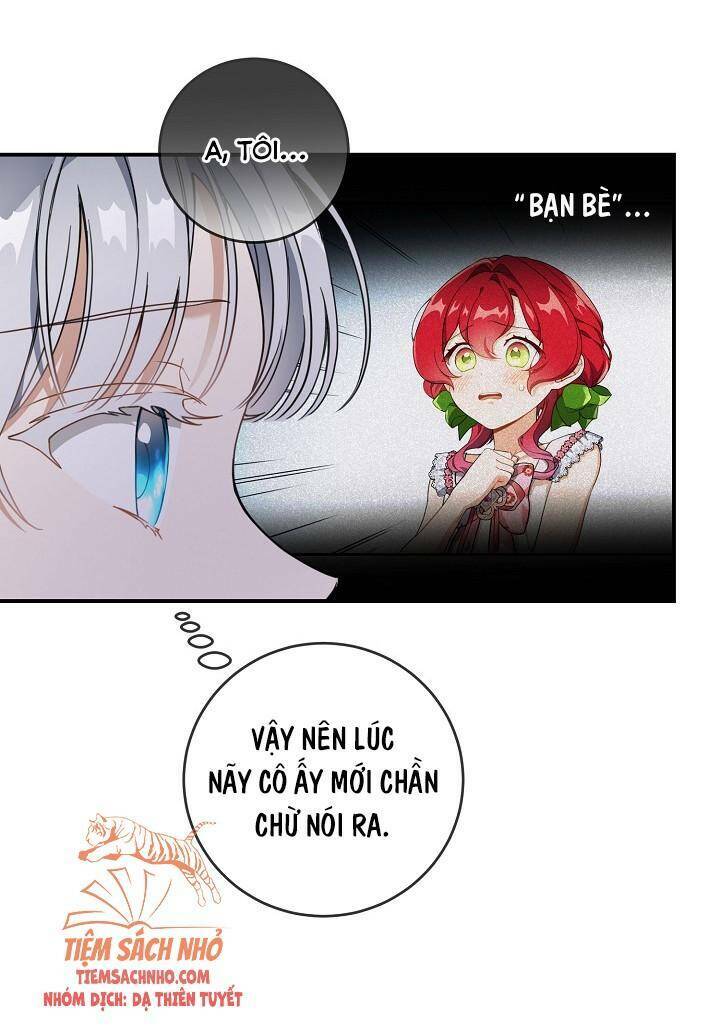 A, TÔI...
“BẠN BÈ”...
VẬY NÊN LÚC
NÃY CÔ ẤY MỚI CHẦN
CHỪ NÓI RA.
TIỆM SÁCH NHỎ
TIEMSACHNHO.COM
NHÓM DỊCH: DẠ THIÊN TUYẾT